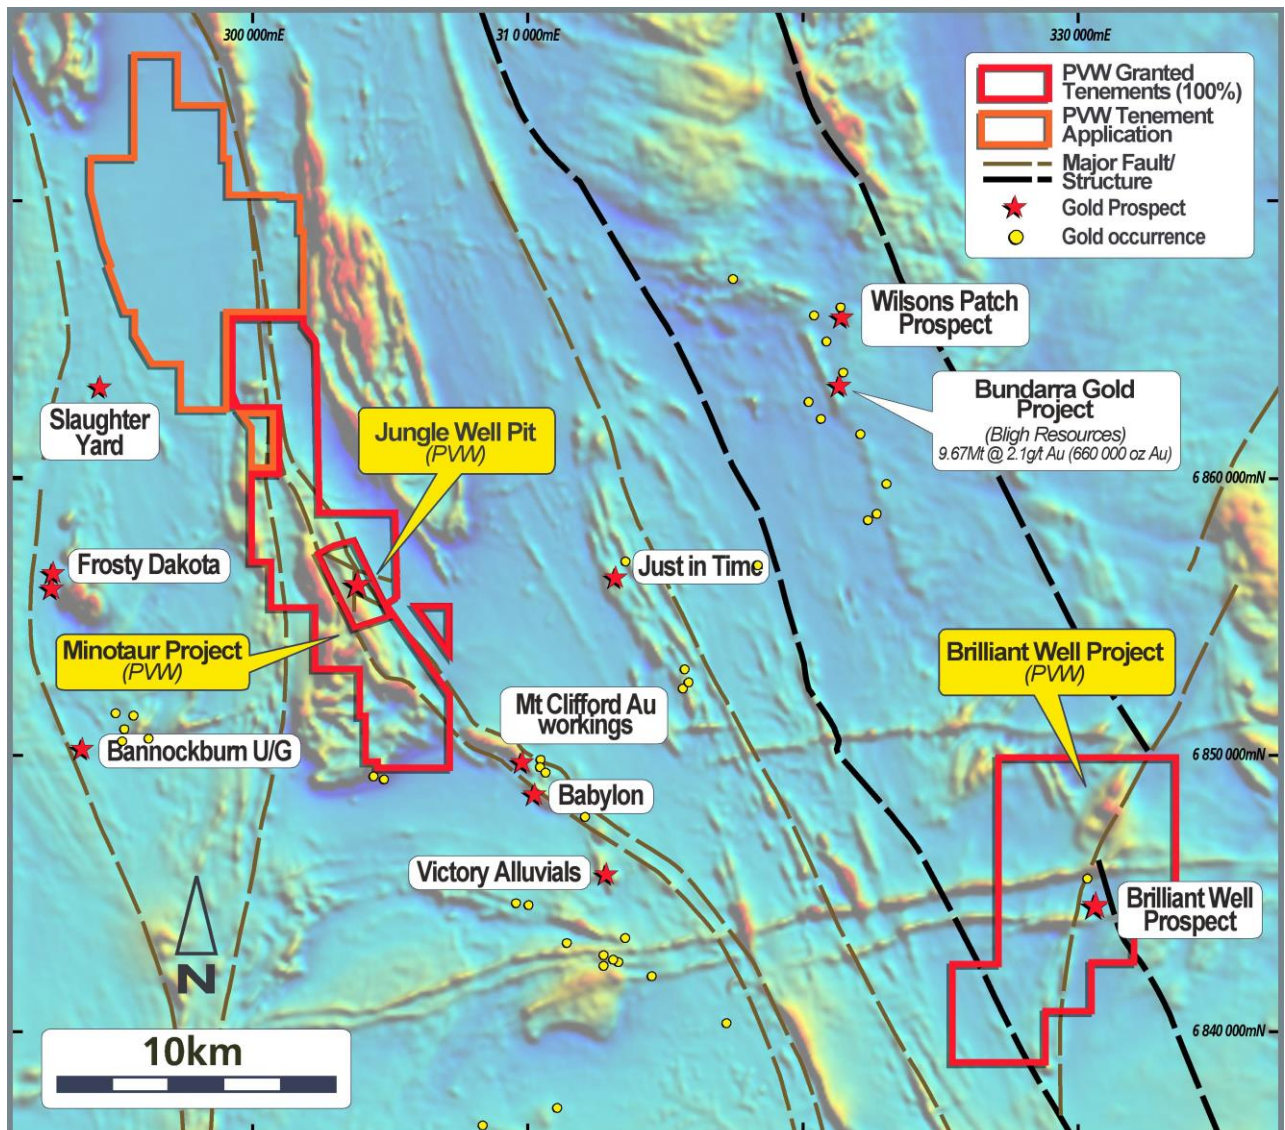 300 000mE
310 000mE
330 000mE
PVW Granted
Tenements (100%)
PVW Tenement
Application
Major Fault/
Structure
Gold Prospect
Gold occurrence
Wilsons Patch
Prospect
Bundarra Gold
Project
(Bligh Resources)
9.67Mt @ 2.1g/t Au (660 000 oz Au)
Slaughter
Yard
Jungle Well Pit
(PVW)
6 860 000mN
Frosty Dakota
Just in Time
Minotaur Project
(PVW)
Brilliant Well Project
(PVW)
Mt Clifford Au
workings
Bannockburn U/G
6 850 000mN
Babylon
Victory Alluvials
Brilliant Well
Prospect
N
6 840 000mN
10km